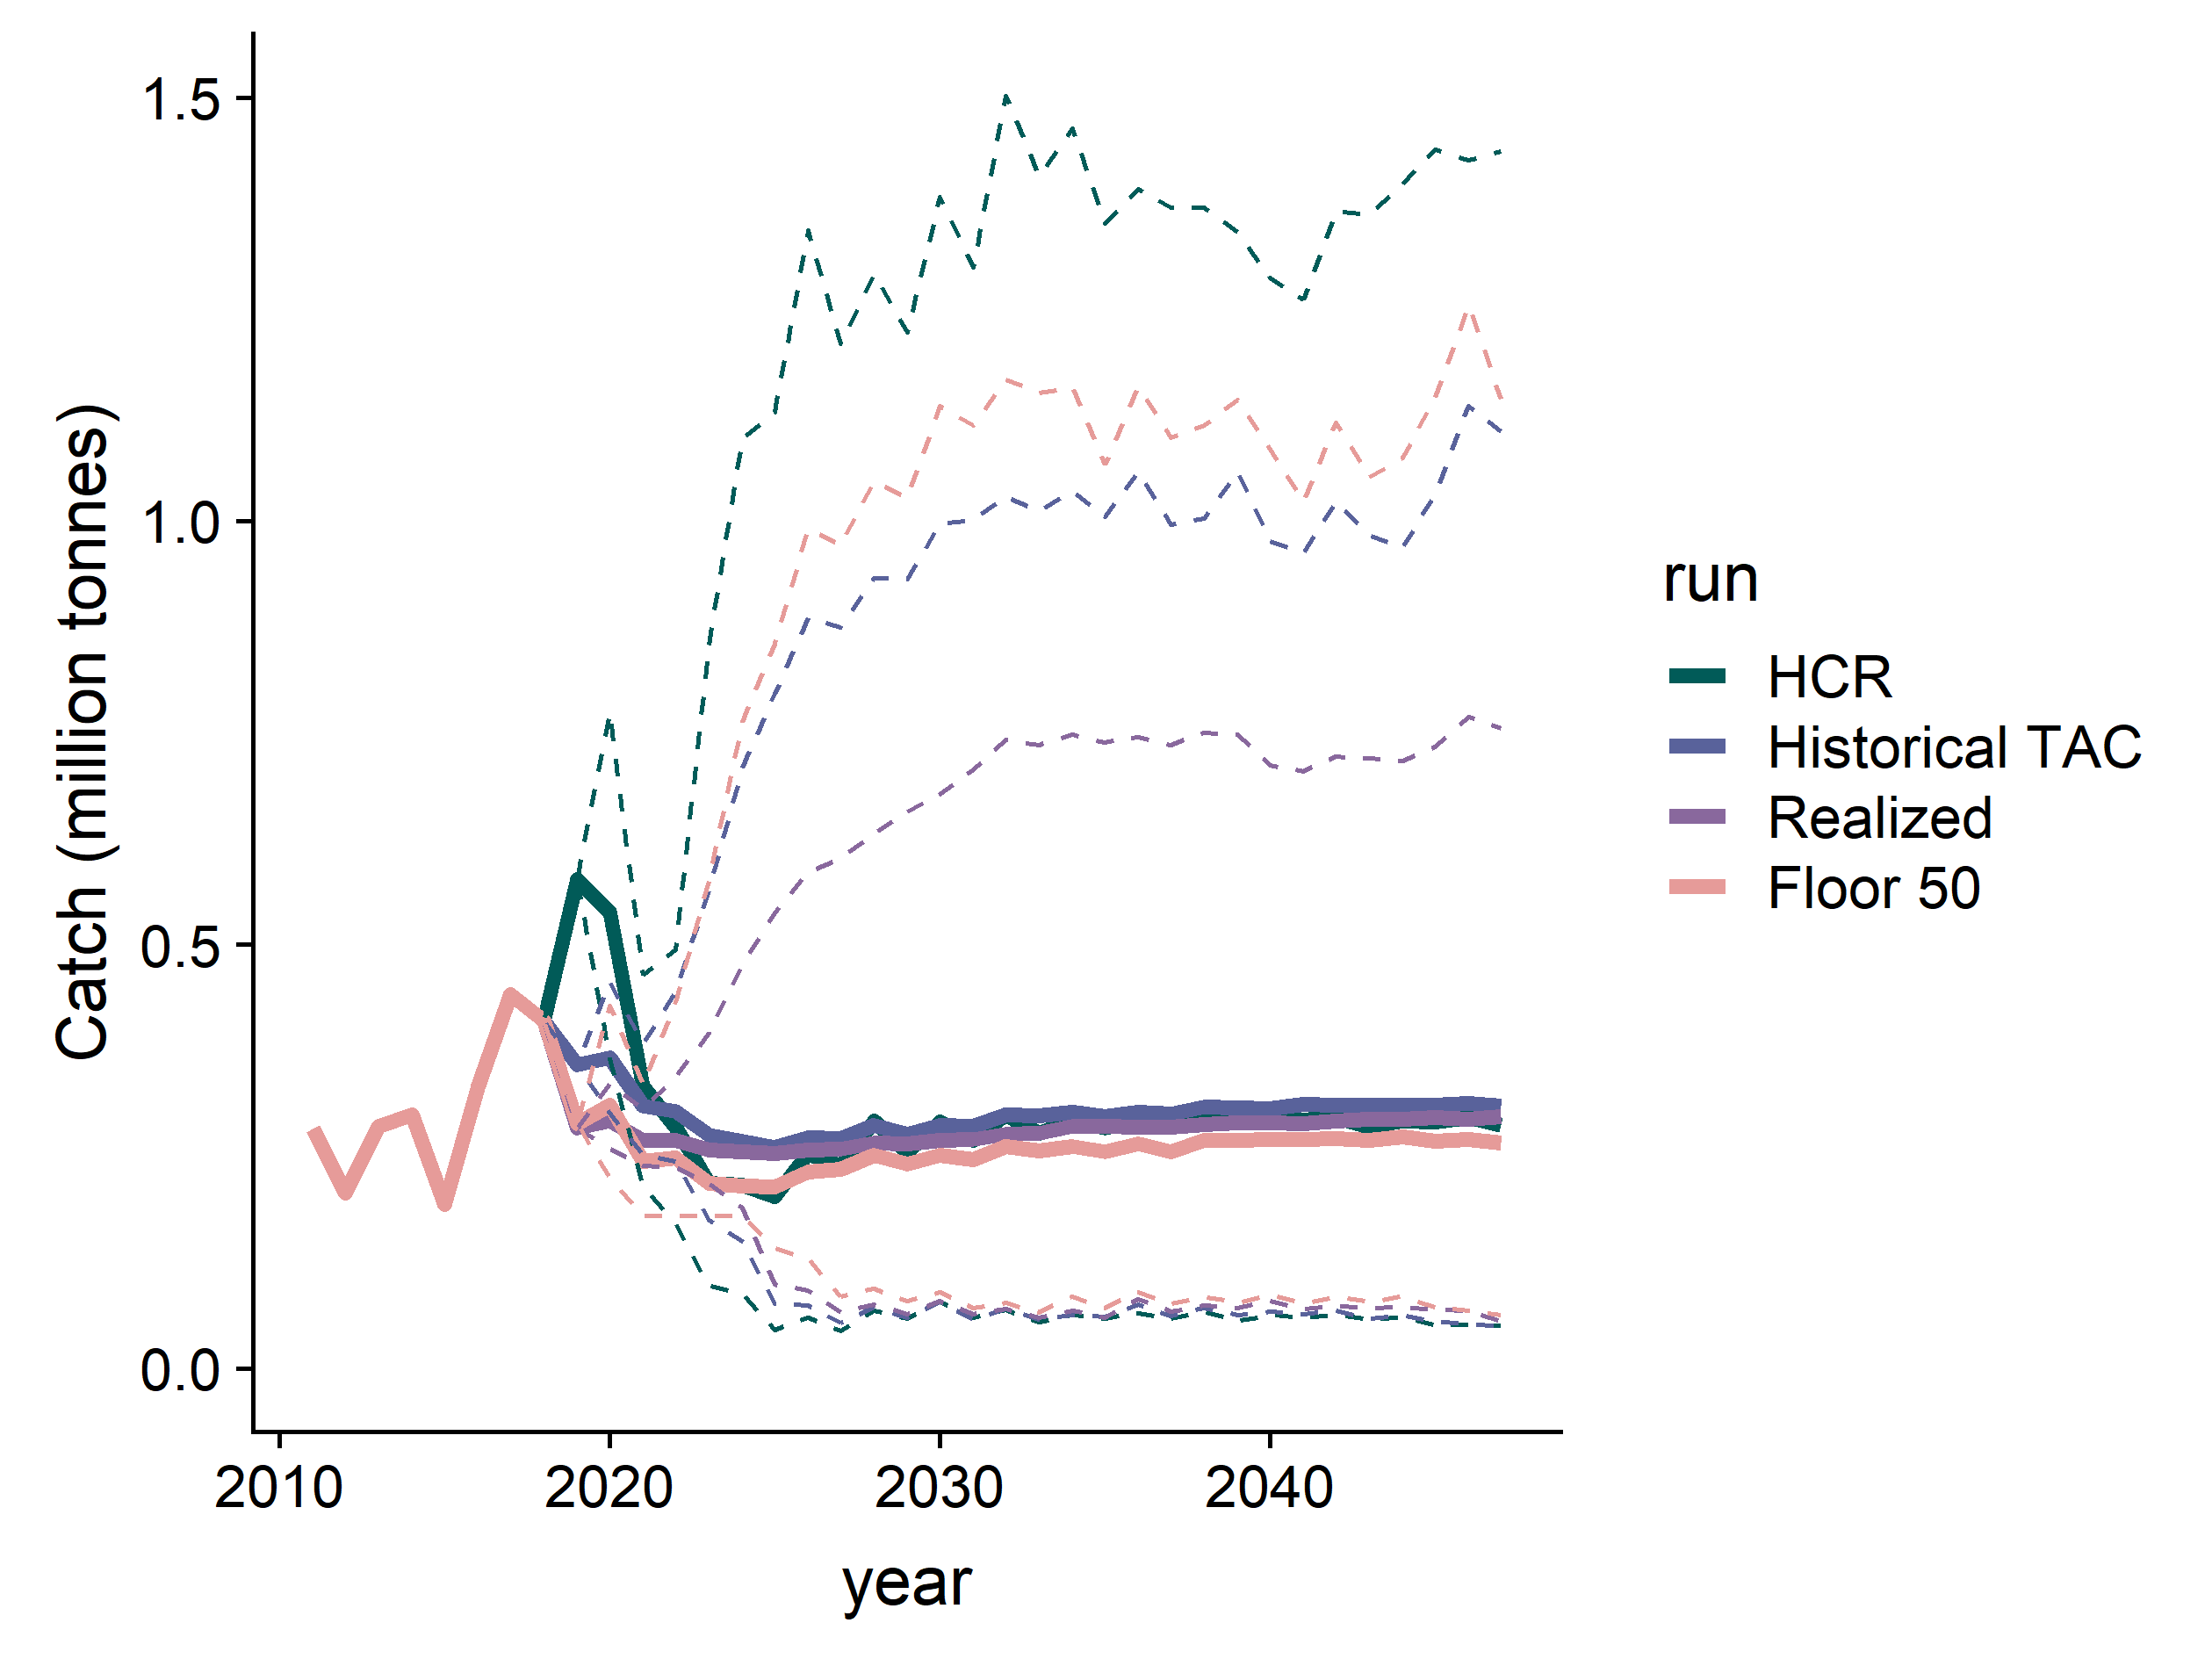 1.5
1.0
0.5
0.0
Catch (million tonnes)
2010
2020
2030
2040
year
run
HCR
Historical TAC
Realized
Floor 50